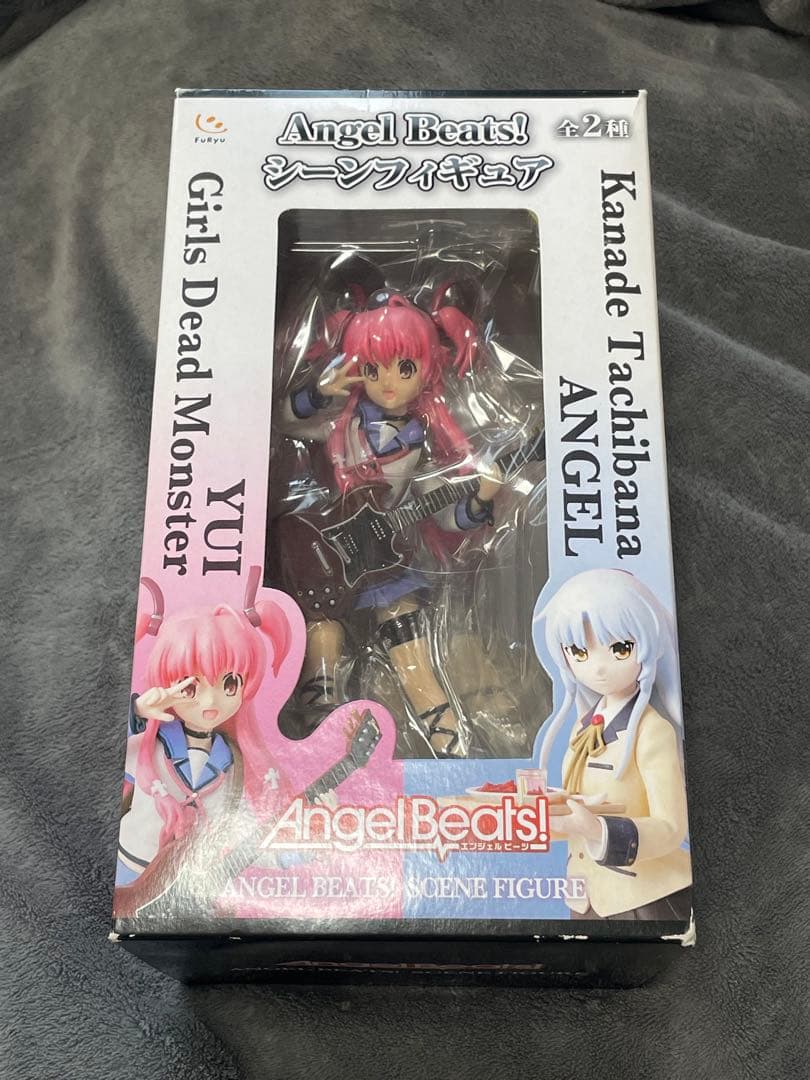 FuRyu
Angel Beats!
全2種
シーンフィギュア
Girls Dead Monster
YUI
Kanade Tachibana
ANGEL
Angel Beats!
エンジェル ビーツ
ANGEL BEATS! SCENE FIGURE